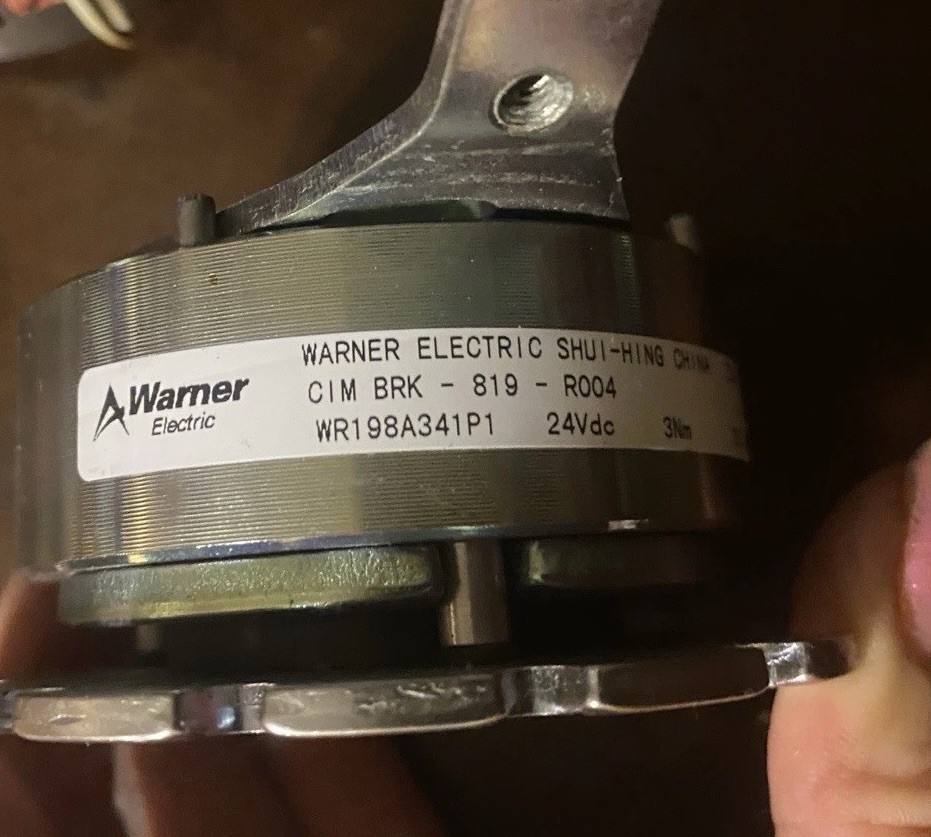 Warner
Electric
WARNER ELECTRIC SHUI-HING CHINA
CIM BRK - 819 - R004
WR198A341P1 24Vdc 3Nm